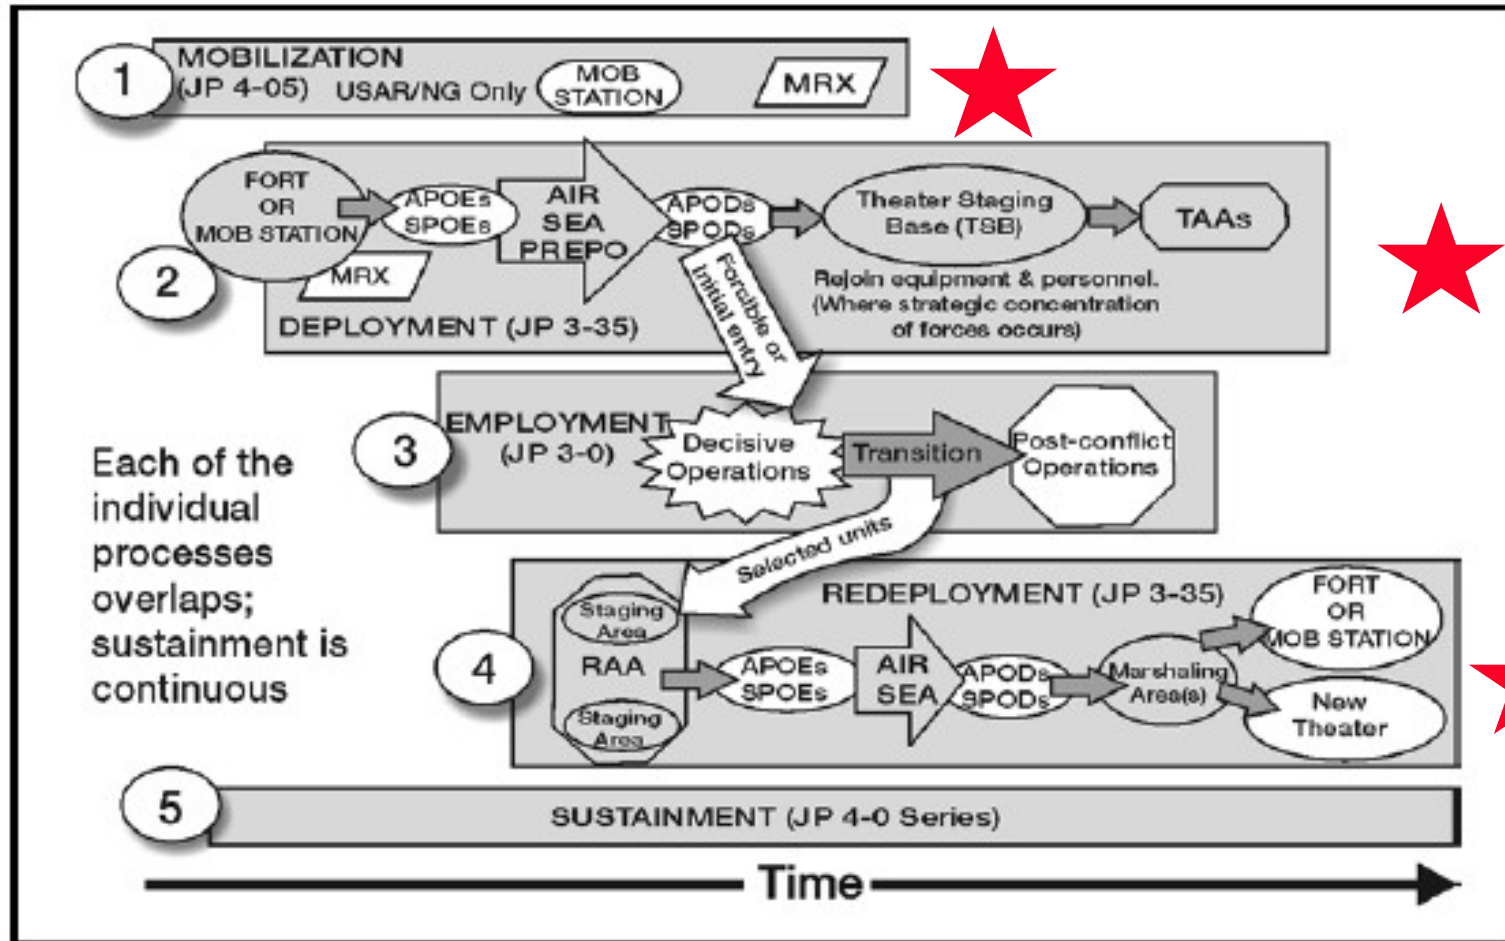 1
MOBILIZATION
(JP 4-05) USAR/NG Only
MOB
STATION
MRX
2
FORT
OR
MOB STATION
MRX
APOEs
SPOEs
AIR
SEA
PREPO
APODs
SPODs
Theater Staging
Base (TSB)
TAAs
Rejoin equipment & personnel.
(Where strategic concentration
of forces occurs)
DEPLOYMENT (JP 3-35)
Forcible or
initial entry
3
EMPLOYMENT
(JP 3-0)
Decisive
Operations
Transition
Post-conflict
Operations
Selected units
Each of the
individual
processes
overlaps;
sustainment is
continuous
4
REDEPLOYMENT (JP 3-35)
Staging
Area
RAA
Staging
Area
APOEs
SPOEs
AIR
SEA
APODs
SPODs
Marshaling
Area(s)
FORT
OR
MOB STATION
New
Theater
5
SUSTAINMENT (JP 4-0 Series)
Time